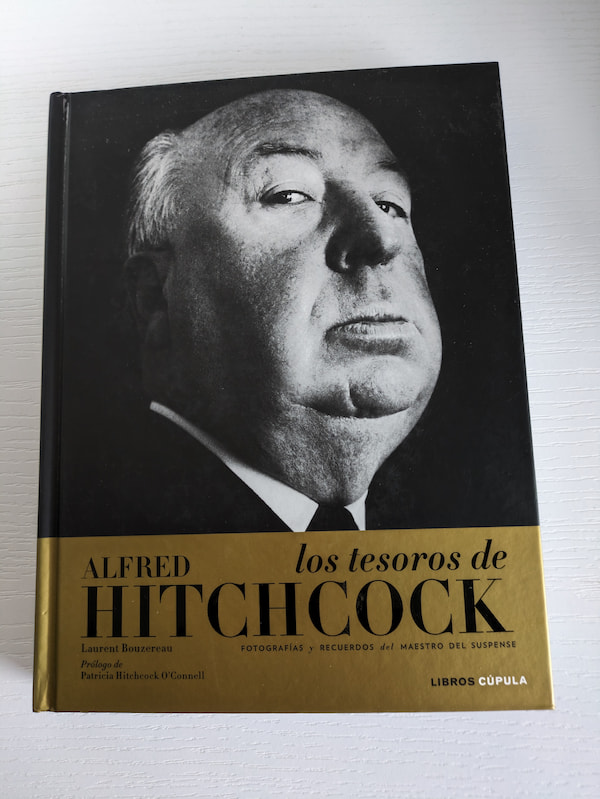 ALFRED los tesoros de
HITCHCOCK
Laurent Bouzereau FOTOGRAFÍAS y RECUERDOS del MAESTRO DEL SUSPENSE
Prólogo de
Patricia Hitchcock O'Connell
LIBROS CÚPULA